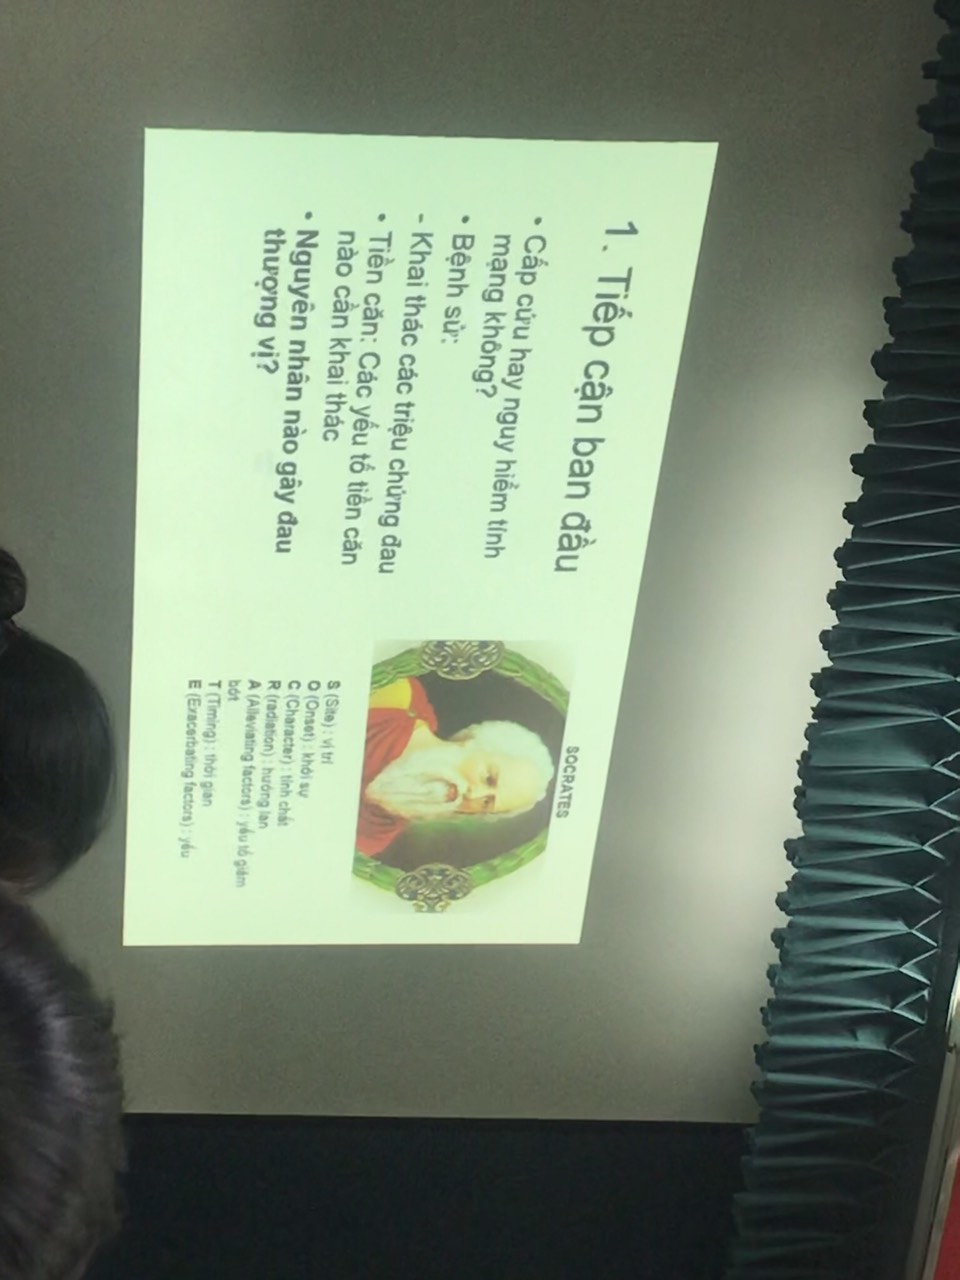 1. Tiếp cận ban đầu
• Cấp cứu hay nguy hiểm tính
mạng không?
• Bệnh sử:
- Khai thác các triệu chứng đau
• Tiền căn: Các yếu tố tiền căn
nào cần khai thác
• Nguyên nhân nào gây đau
thượng vị?
SOCRATES
S (Site) : vị trí
O (Onset) : khởi sự
C (Character) : tính chất
R (radiation) : hướng lan
A (Alleviating factors) : yếu tố giảm
bớt
T (Timing) : thời gian
E (Exacerbating factors) : yếu